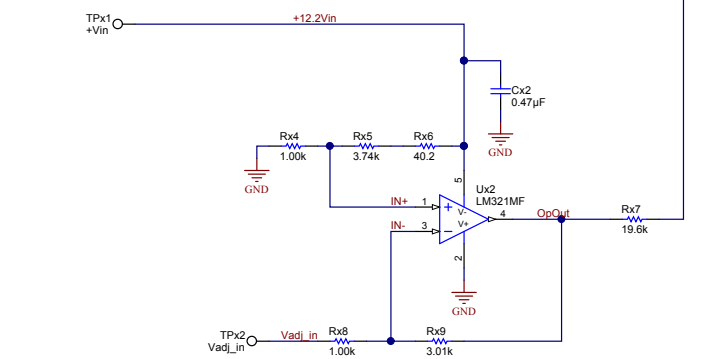 TPx1
+Vin
+12.2Vin
Cx2
0.47µF
GND
Rx4
1.00k
Rx5
3.74k
Rx6
40.2
GND
5
Ux2
LM321MF
IN+
1
+
V-
V+
IN-
3
−
4
OpOut
Rx7
19.6k
2
GND
TPx2
Vadj_in
Vadj_in
Rx8
1.00k
Rx9
3.01k